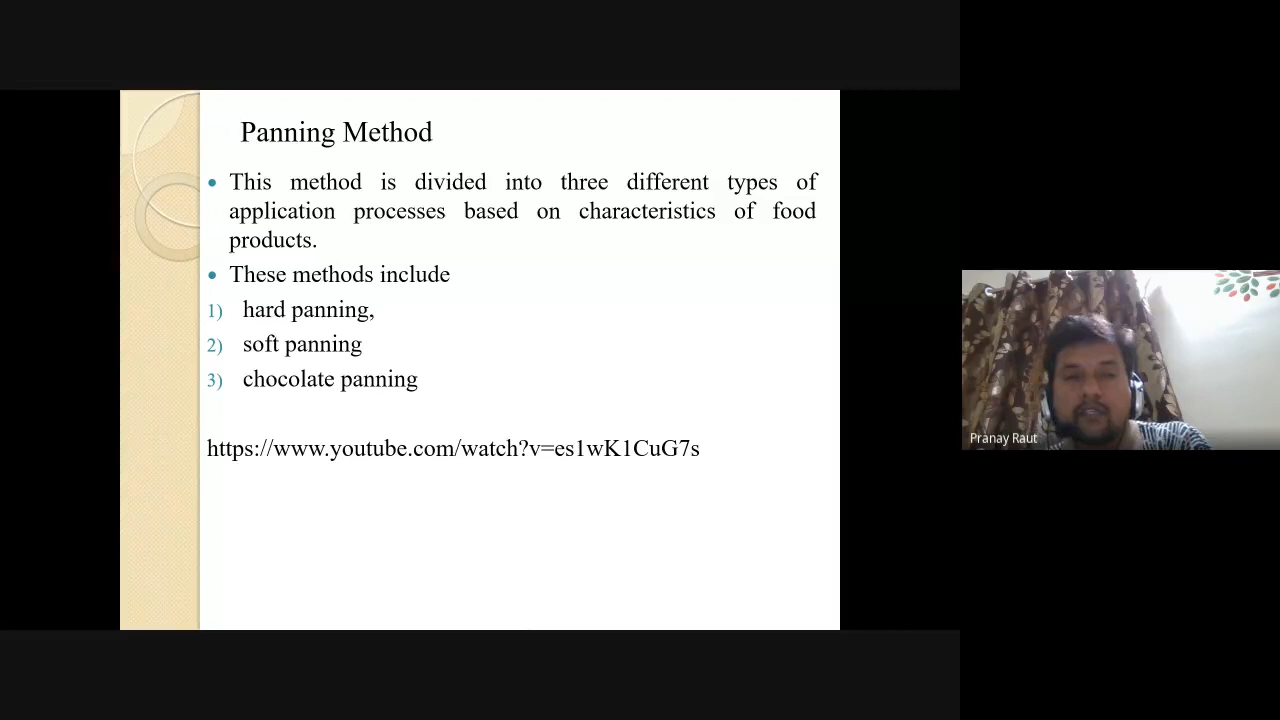 Panning Method
• This method is divided into three different types of
application processes based on characteristics of food
products.
• These methods include
1) hard panning,
2) soft panning
3) chocolate panning
https://www.youtube.com/watch?v=es1wK1CuG7s
Pranay Raut